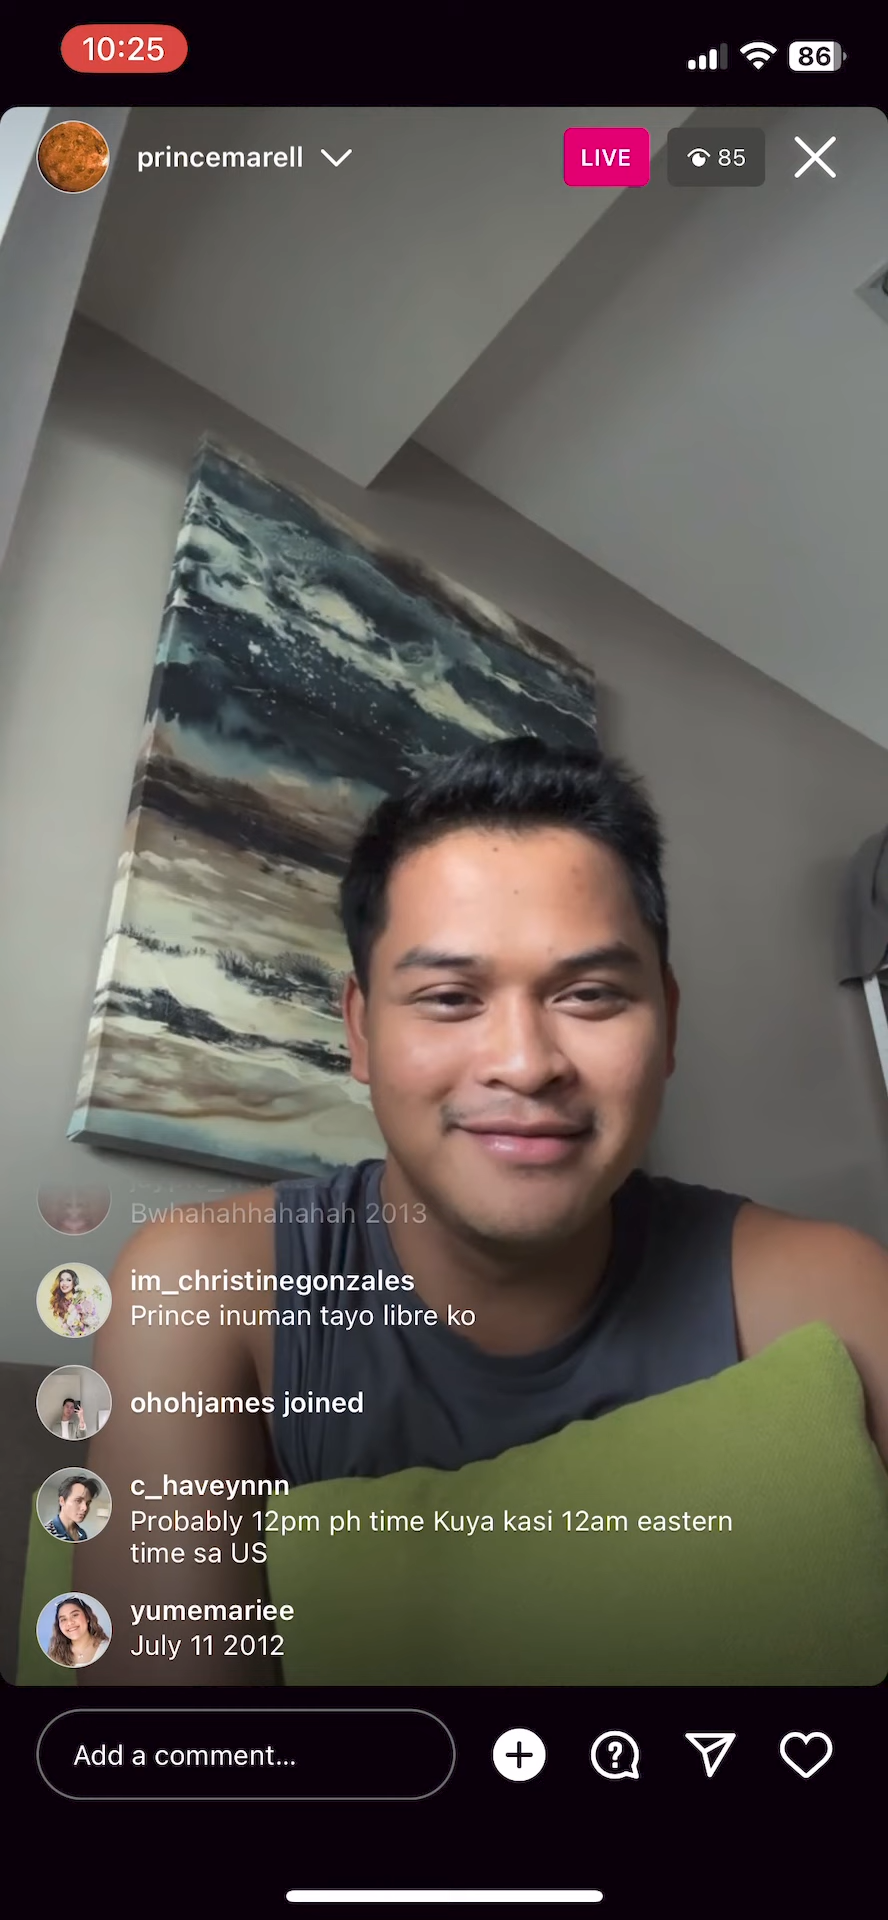 10:25
86
princemarell
LIVE
85
Bwhahahhahahah 2013
im_christinegonzales
Prince inuman tayo libre ko
ohohjames joined
c_haveynnn
Probably 12pm ph time Kuya kasi 12am eastern
time sa US
yumemariee
July 11 2012
Add a comment...